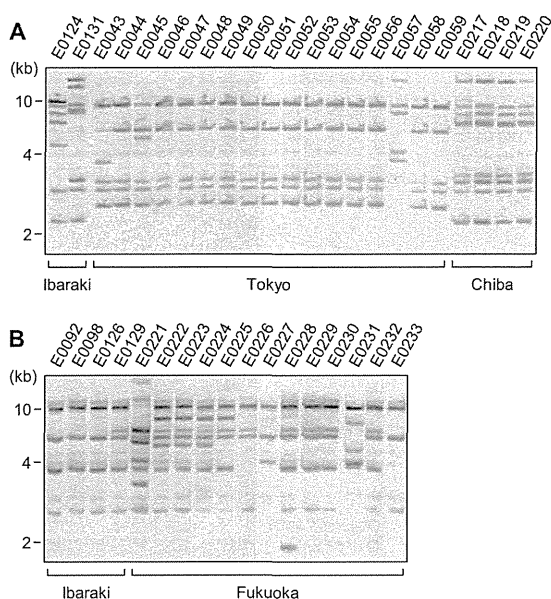 A
E0124 E0131 E0043 E0044 E0045 E0046 E0047 E0048 E0049 E0050 E0051 E0052 E0053 E0054 E0055 E0056 E0057 E0058 E0059 E0217 E0218 E0219 E0220
(kb)
10
4
2
Ibaraki Tokyo Chiba
B
E0092 E0098 E0126 E0129 E0221 E0222 E0223 E0224 E0225 E0226 E0227 E0228 E0229 E0230 E0231 E0232 E0233
(kb)
10
4
2
Ibaraki Fukuoka